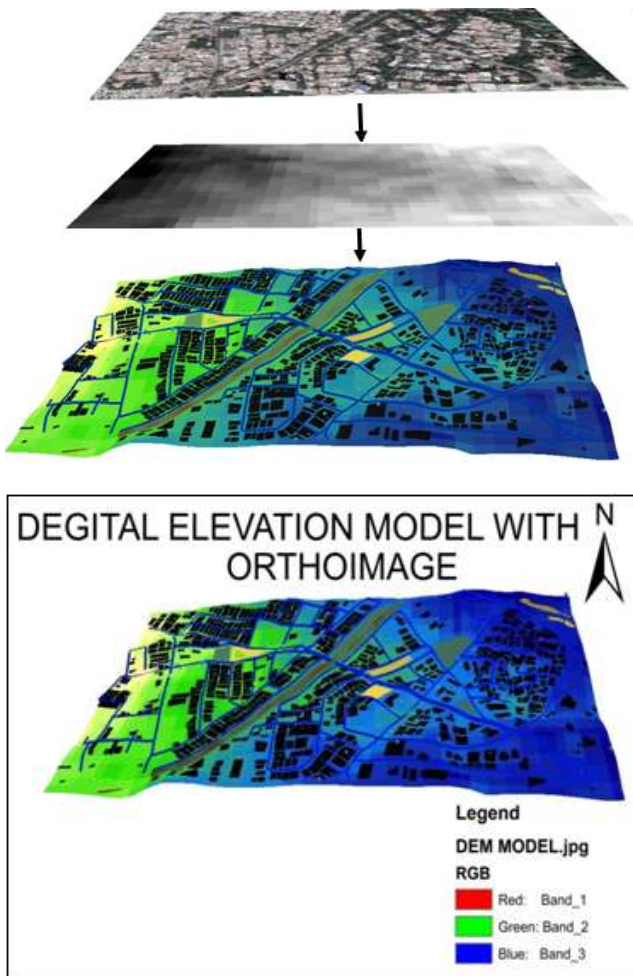 DEGITAL ELEVATION MODEL WITH
ORTHOIMAGE
N
Legend
DEM MODEL.jpg
RGB
Red: Band_1
Green: Band_2
Blue: Band_3